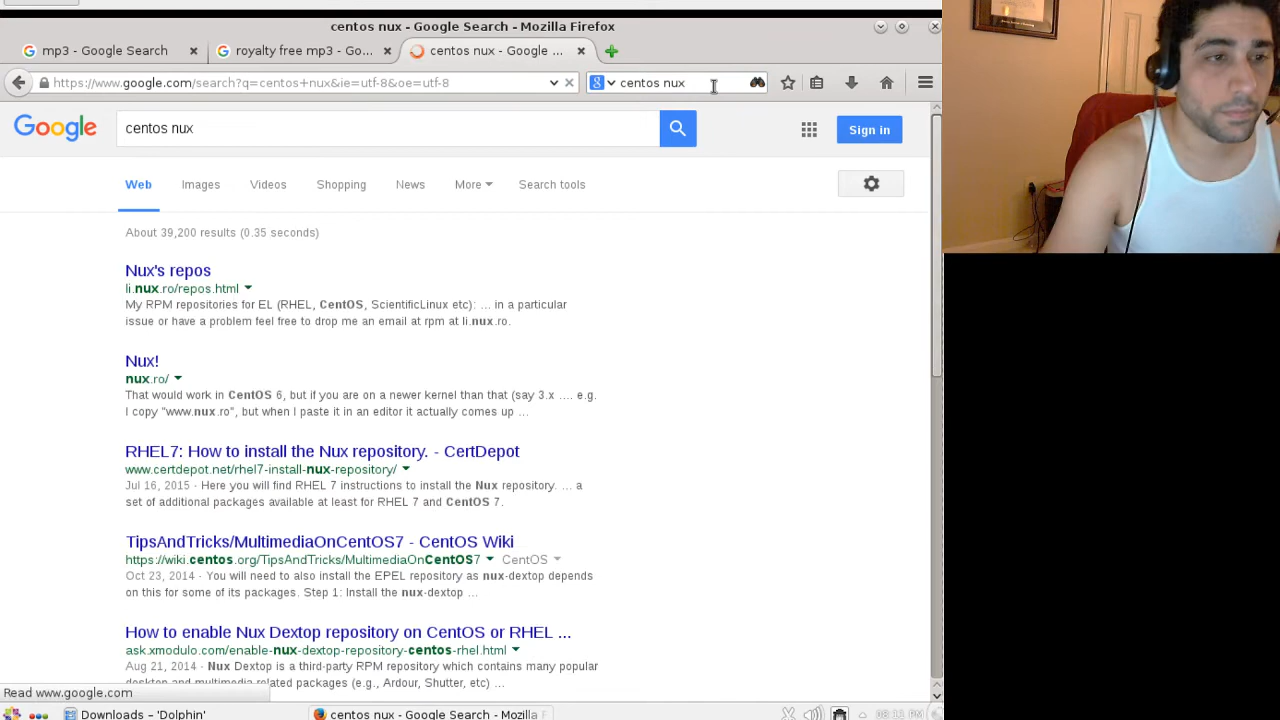 centos nux - Google Search - Mozilla Firefox
mp3 - Google Search
royalty free mp3 - Go...
centos nux - Google ...
https://www.google.com/search?q=centos+nux&ie=utf-8&oe=utf-8
centos nux
Google
centos nux
Sign in
Web Images Videos Shopping News More Search tools
About 39,200 results (0.35 seconds)
Nux's repos
li.nux.ro/repos.html
My RPM repositories for EL (RHEL, CentOS, ScientificLinux etc): ... in a particular
issue or have a problem feel free to drop me an email at rpm at li.nux.ro.
Nux!
nux.ro/
That would work in CentOS 6, but if you are on a newer kernel than that (say 3.x .... e.g.
I copy "www.nux.ro", but when I paste it in an editor it actually comes up ...
RHEL7: How to install the Nux repository. - CertDepot
www.certdepot.net/rhel7-install-nux-repository/
Jul 16, 2015 - Here you will find RHEL 7 instructions to install the Nux repository. ... a
set of additional packages available at least for RHEL 7 and CentOS 7.
TipsAndTricks/MultimediaOnCentOS7 - CentOS Wiki
https://wiki.centos.org/TipsAndTricks/MultimediaOnCentOS7 CentOS
Oct 23, 2014 - You will need to also install the EPEL repository as nux-dextop depends
on this for some of its packages. Step 1: Install the nux-dextop ...
How to enable Nux Dextop repository on CentOS or RHEL ...
ask.xmodulo.com/enable-nux-dextop-repository-centos-rhel.html
Aug 21, 2014 - Nux Dextop is a third-party RPM repository which contains many popular
desktop and multimedia related packages (e.g., Ardour, Shutter, etc) ...
Read www.google.com
Downloads – 'Dolphin'
centos nux - Google Search - Mozilla F